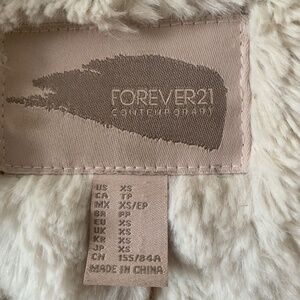 FOREVER21
CONTEMPORARY
US XS
CA TP
MX XS/EP
BR PP
EU XS
UK XS
KR XS
JP XS
CN 155/84A
MADE IN CHINA